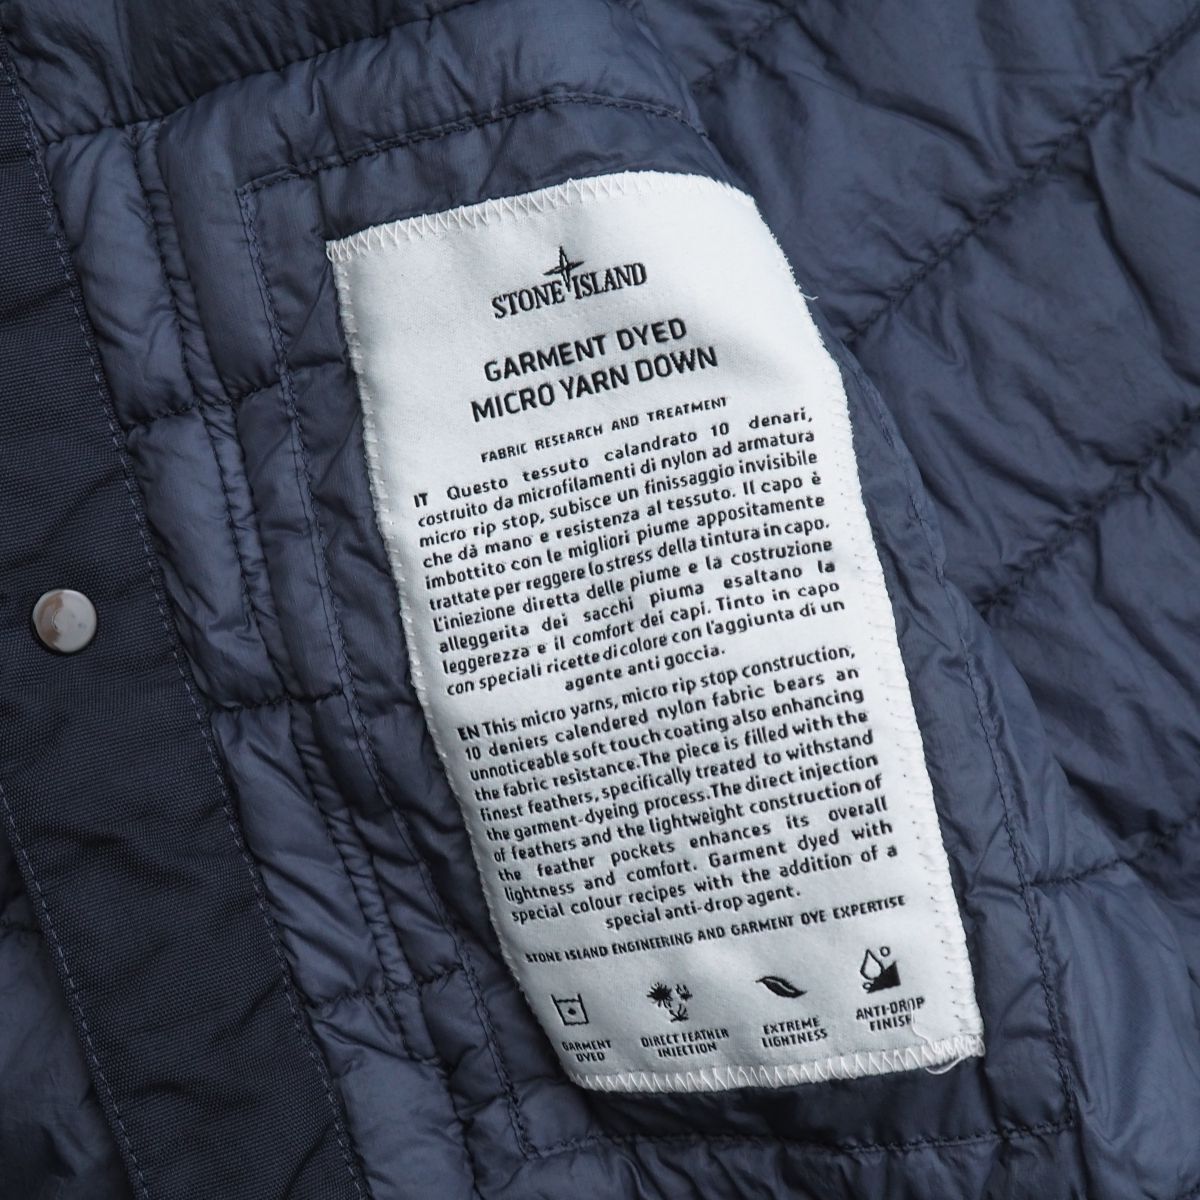 STONE ISLAND
GARMENT DYED
MICRO YARN DOWN
FABRIC RESEARCH AND TREATMENT
IT Questo tessuto calandrato 10 denari,
costruito da microfilamenti di nylon ad armatura
micro rip stop, subisce un finissaggio invisibile
che dà mano e resistenza al tessuto. Il capo è
imbottito con le migliori piume appositamente
trattate per reggere lo stress della tintura in capo.
L'iniezione diretta delle piume e la costruzione
alleggerita dei sacchi piuma esaltano la
leggerezza e il comfort dei capi. Tinto in capo
con speciali ricette di colore con l'aggiunta di un
agente anti goccia.
EN This micro yarns, micro rip stop construction,
10 deniers calendered nylon fabric bears an
unnoticeable soft touch coating also enhancing
the fabric resistance.The piece is filled with the
finest feathers, specifically treated to withstand
the garment-dyeing process.The direct injection
of feathers and the lightweight construction of
the feather pockets enhances its overall
lightness and comfort. Garment dyed with
special colour recipes with the addition of a
special anti-drop agent.
STONE ISLAND ENGINEERING AND GARMENT DYE EXPERTISE
GARMENT
DYED
DIRECT FEATHER
INJECTION
EXTREME
LIGHTNESS
ANTI-DROP
FINISH